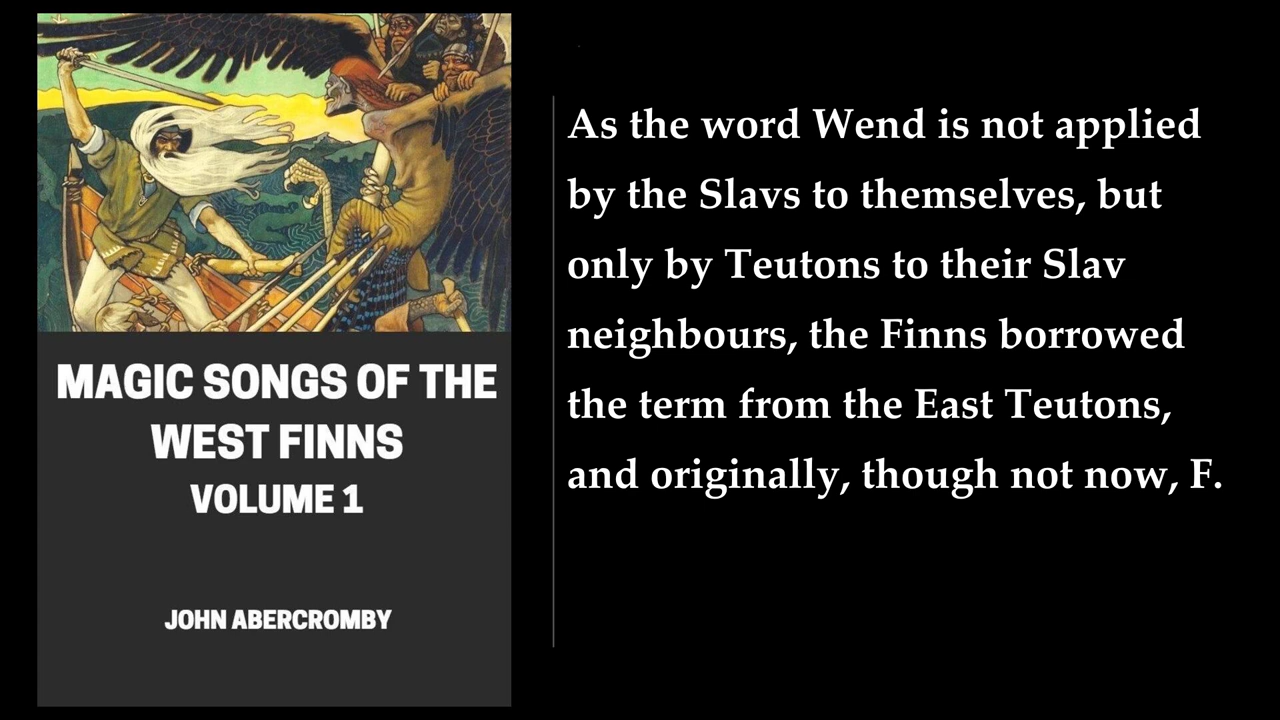 MAGIC SONGS OF THE
WEST FINNS
VOLUME 1
JOHN ABERCROMBY
As the word Wend is not applied
by the Slavs to themselves, but
only by Teutons to their Slav
neighbours, the Finns borrowed
the term from the East Teutons,
and originally, though not now, F.